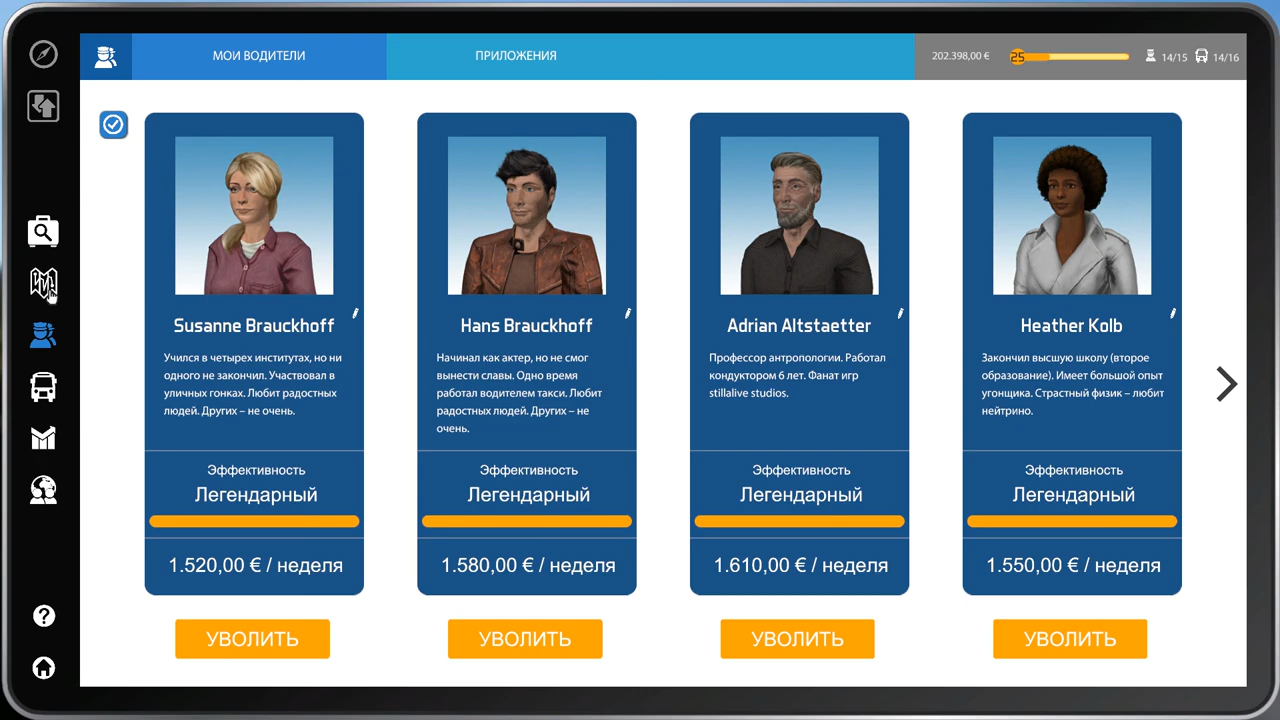 МОИ ВОДИТЕЛИ
ПРИЛОЖЕНИЯ
202.398,00 €
25
14/15
14/16
Susanne Brauckhoff
Учился в четырех институтах, но ни
одного не закончил. Участвовал в
уличных гонках. Любит радостных
людей. Других – не очень.
Эффективность
Легендарный
1.520,00 € / неделя
УВОЛИТЬ
Hans Brauckhoff
Начинал как актер, но не смог
вынести славы. Одно время
работал водителем такси. Любит
радостных людей. Других – не
очень.
Эффективность
Легендарный
1.580,00 € / неделя
УВОЛИТЬ
Adrian Altstaetter
Профессор антропологии. Работал
кондуктором 6 лет. Фанат игр
stillalive studios.
Эффективность
Легендарный
1.610,00 € / неделя
УВОЛИТЬ
Heather Kolb
Закончил высшую школу (второе
образование). Имеет большой опыт
угонщика. Страстный физик – любит
нейтрино.
Эффективность
Легендарный
1.550,00 € / неделя
УВОЛИТЬ